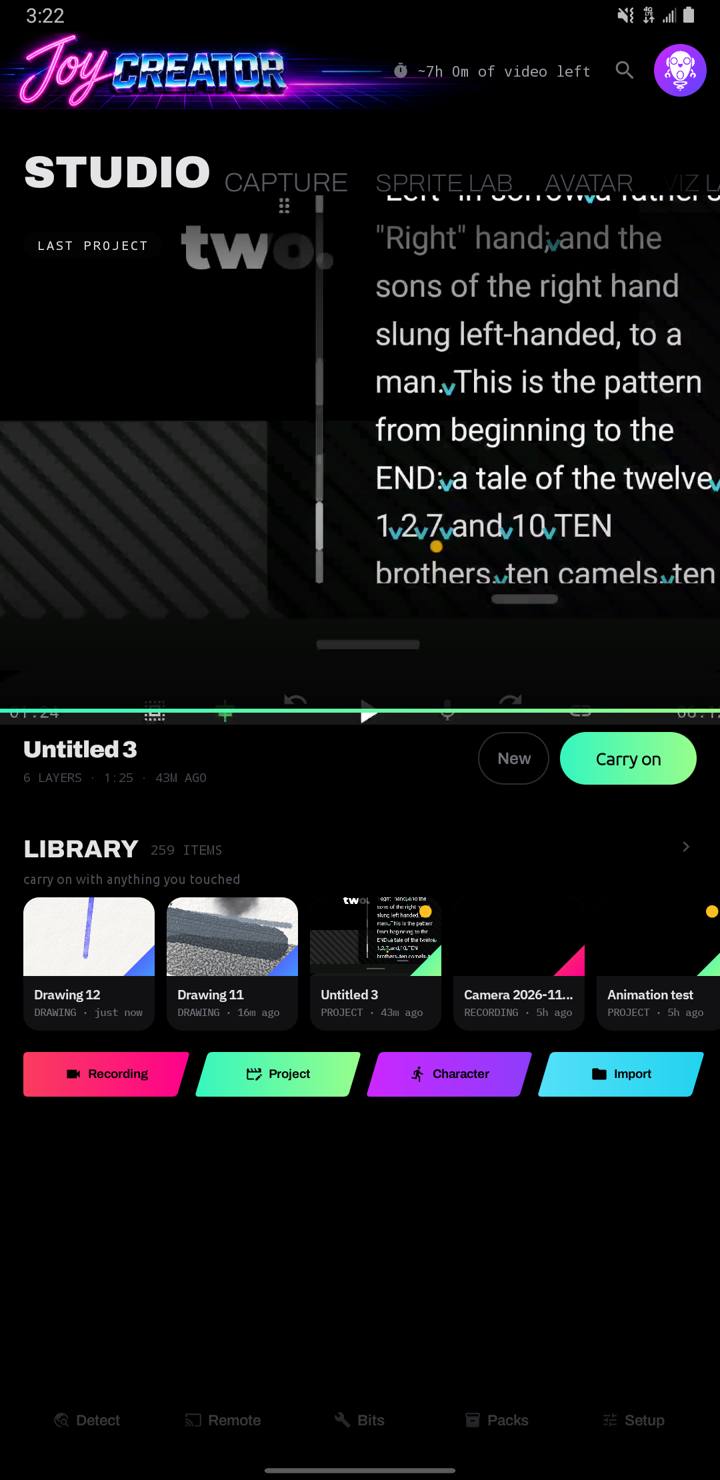 3:22
Joy CREATOR
~7h 0m of video left
STUDIO CAPTURE SPRITE LAB AVATAR VIZ
LAST PROJECT
two.
"Right" hand; and the
sons of the right hand
slung left-handed, to a
man. This is the pattern
from beginning to the
END: a tale of the twelve
1 2 7 and 10 TEN
brothers. ten camels. ten
Untitled 3
6 LAYERS · 1:25 · 43M AGO
New
Carry on
LIBRARY 259 ITEMS
carry on with anything you touched
Drawing 12
DRAWING · just now
Drawing 11
DRAWING · 16m ago
Untitled 3
PROJECT · 43m ago
Camera 2026-11...
RECORDING · 5h ago
Animation test
PROJECT · 5h ago
Recording
Project
Character
Import
Detect
Remote
Bits
Packs
Setup